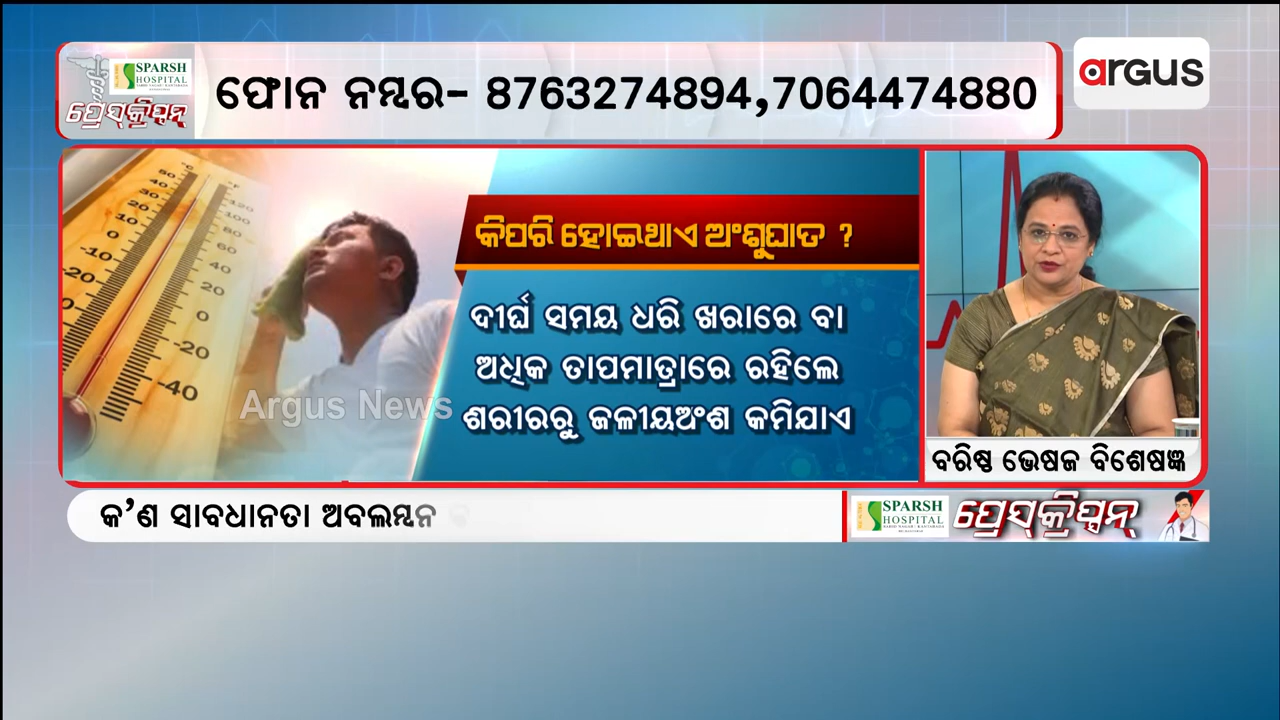 SPARSH
HOSPITAL
ପ୍ରେସ୍‌କ୍ରିପ୍ସନ୍
ଫୋନ ନମ୍ବର- 8763274894,7064474880
argus
କିପରି ହୋଇଥାଏ ଅଂଶୁଘାତ ?
ଦୀର୍ଘ ସମୟ ଧରି ଖରାରେ ବା
ଅଧିକ ତାପମାତ୍ରାରେ ରହିଲେ
ଶରୀରରୁ ଜଳୀୟଅଂଶ କମିଯାଏ
Argus News
ବରିଷ୍ଠ ଭେଷଜ ବିଶେଷଜ୍ଞ
କ'ଣ ସାବଧାନତା ଅବଲମ୍ବନ
SPARSH
HOSPITAL
ପ୍ରେସ୍‌କ୍ରିପ୍ସନ୍